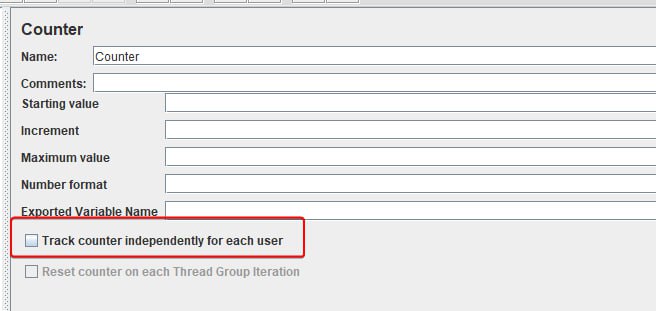 Counter
Name: Counter
Comments:
Starting value
Increment
Maximum value
Number format
Exported Variable Name
Track counter independently for each user
Reset counter on each Thread Group Iteration